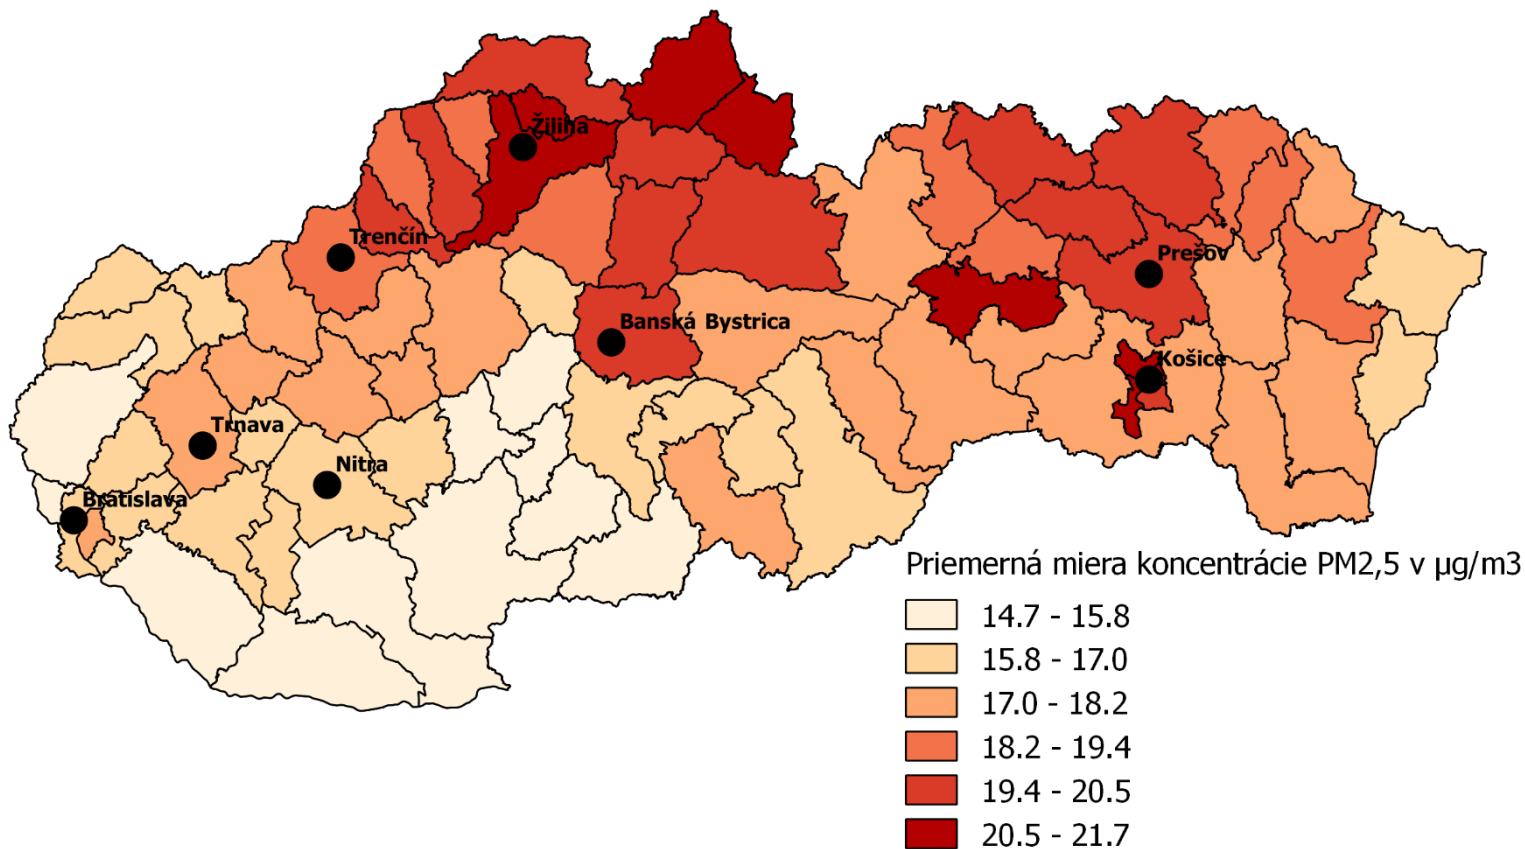 Žilina
Trenčín
Prešov
Banská Bystrica
Košice
Trnava
Nitra
Bratislava
Priemerná miera koncentrácie PM2,5 v µg/m3
14.7 - 15.8
15.8 - 17.0
17.0 - 18.2
18.2 - 19.4
19.4 - 20.5
20.5 - 21.7